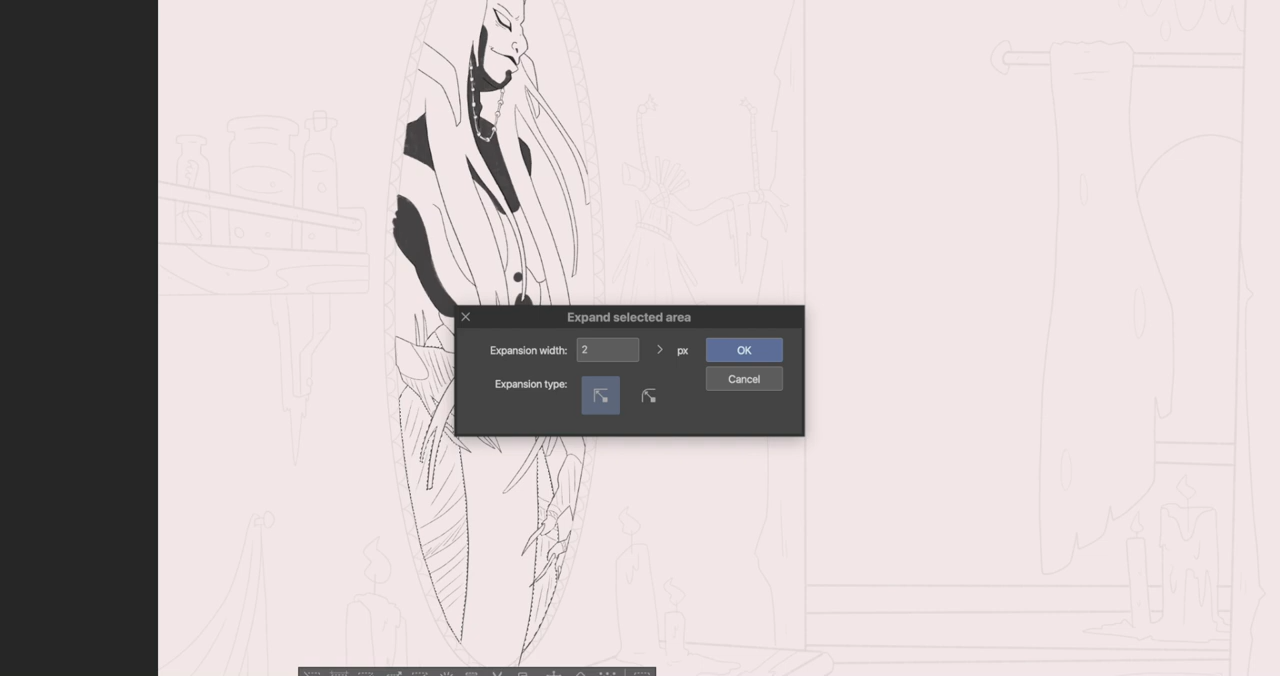 Expand selected area
Expansion width: 2 px
OK
Expansion type:
Cancel